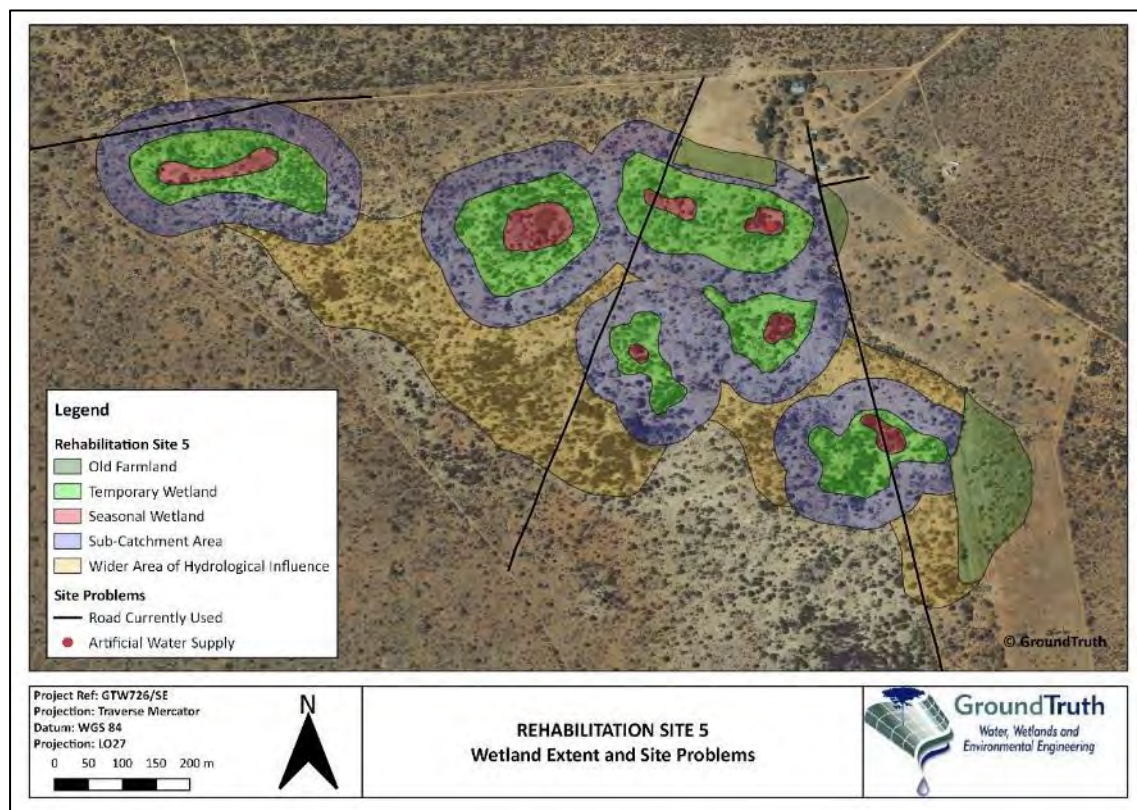 Legend
Rehabilitation Site 5
Old Farmland
Temporary Wetland
Seasonal Wetland
Sub-Catchment Area
Wider Area of Hydrological Influence
Site Problems
Road Currently Used
Artificial Water Supply
© GroundTruth
Project Ref: GTW726/SE
Projection: Traverse Mercator
Datum: WGS 84
Projection: LO27
0 50 100 150 200 m
N
REHABILITATION SITE 5
Wetland Extent and Site Problems
GroundTruth
Water, Wetlands and
Environmental Engineering